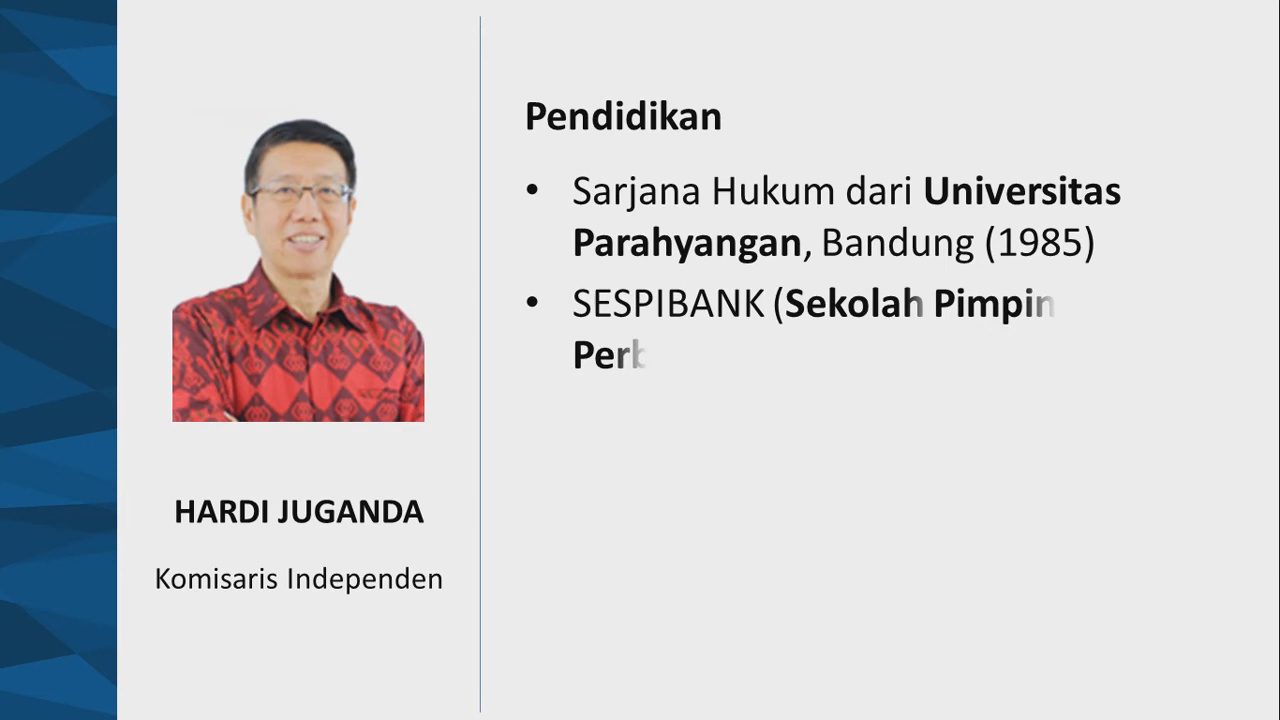 Pendidikan
• Sarjana Hukum dari Universitas
Parahyangan, Bandung (1985)
• SESPIBANK (Sekolah
HARDI JUGANDA
Komisaris Independen